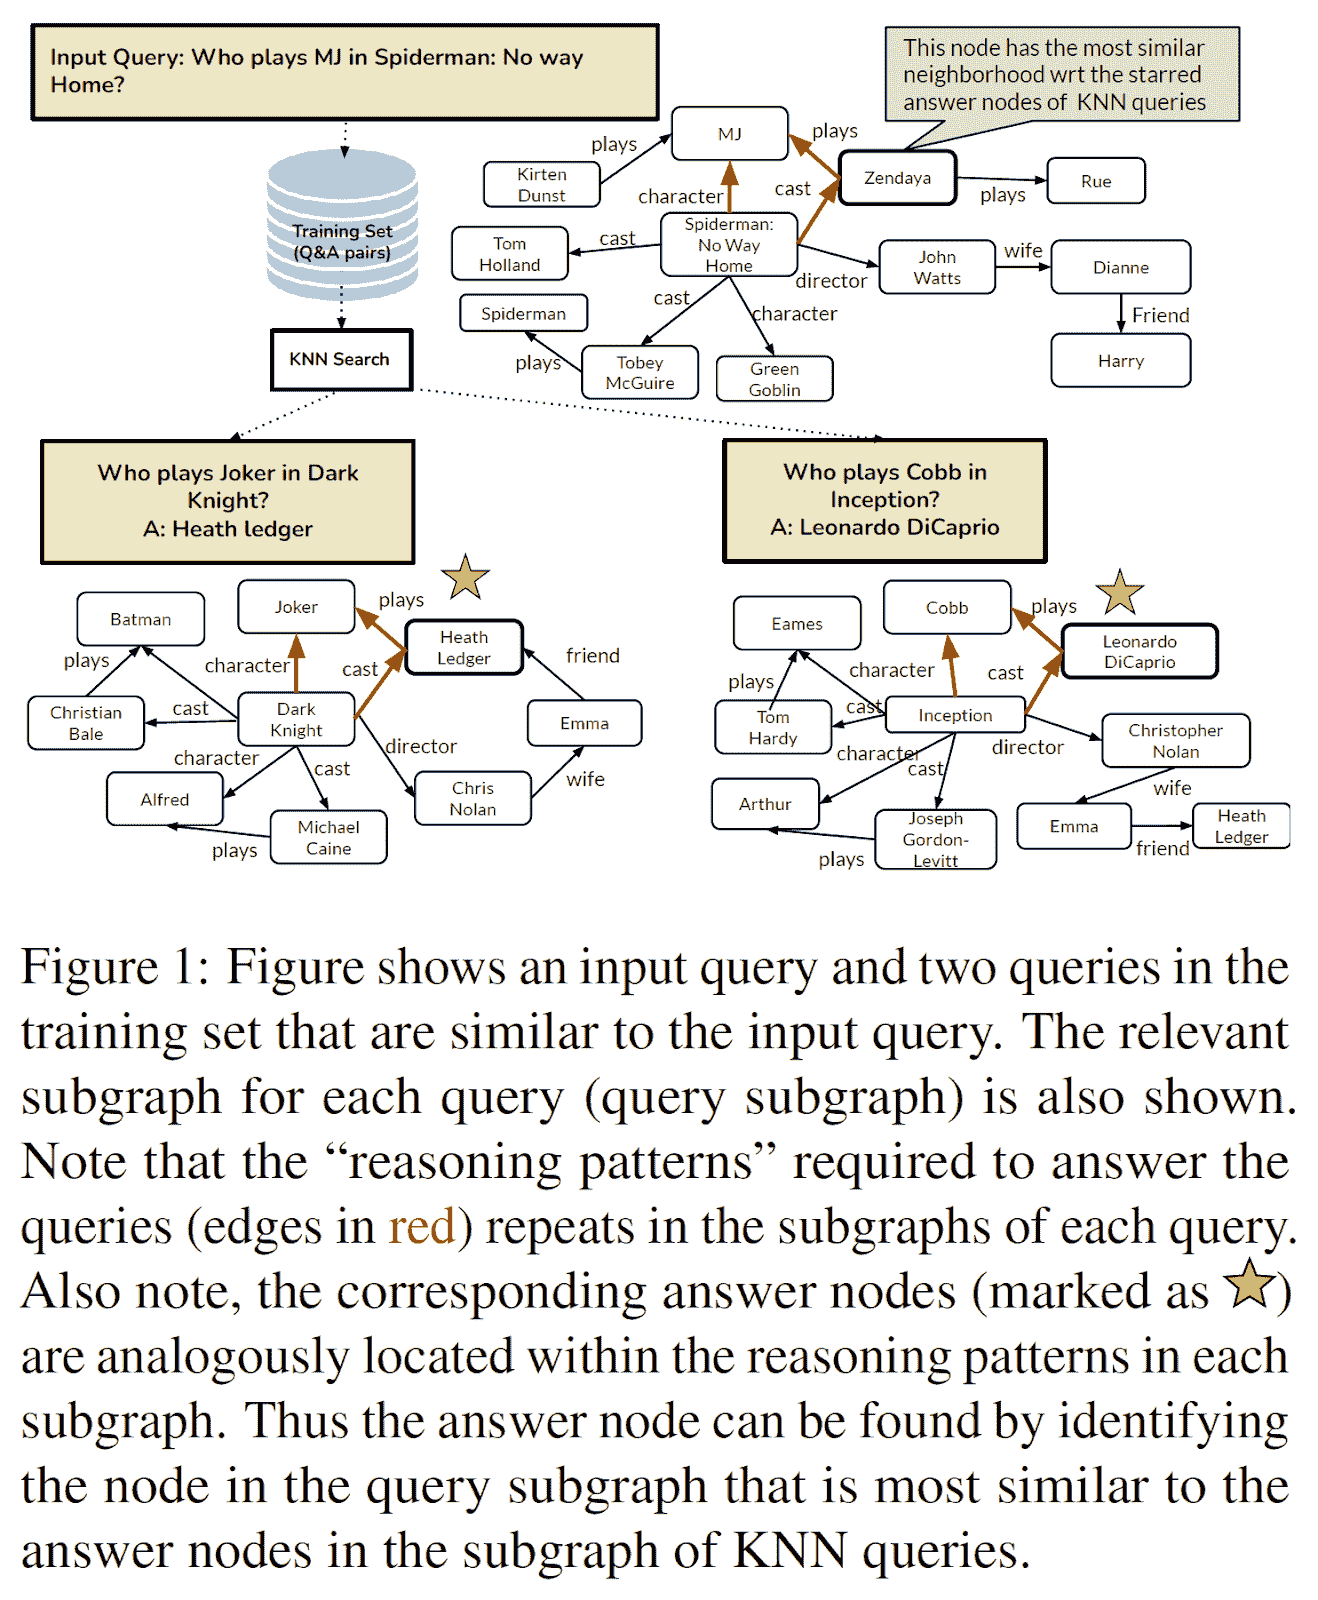 Input Query: Who plays MJ in Spiderman: No way
Home?
This node has the most similar
neighborhood wrt the starred
answer nodes of KNN queries
MJ
plays
plays
Kirten
Dunst
character
cast
Zendaya
plays
Rue
Training Set
(Q&A pairs)
Tom
Holland
cast
Spiderman:
No Way
Home
director
John
Watts
wife
Dianne
Friend
Harry
Spiderman
cast
character
plays
Tobey
McGuire
Green
Goblin
KNN Search
Who plays Joker in Dark
Knight?
A: Heath ledger
Who plays Cobb in
Inception?
A: Leonardo DiCaprio
Batman
Joker
plays
Heath
Ledger
friend
plays
character
cast
Christian
Bale
cast
Dark
Knight
Emma
director
character
cast
wife
Alfred
Chris
Nolan
Michael
Caine
plays
Eames
Cobb
plays
Leonardo
DiCaprio
character
cast
plays
Tom
Hardy
cast
Inception
director
Christopher
Nolan
character
cast
wife
Arthur
Joseph
Gordon-
Levitt
plays
Emma
friend
Heath
Ledger
Figure 1: Figure shows an input query and two queries in the
training set that are similar to the input query. The relevant
subgraph for each query (query subgraph) is also shown.
Note that the “reasoning patterns” required to answer the
queries (edges in red) repeats in the subgraphs of each query.
Also note, the corresponding answer nodes (marked as )
are analogously located within the reasoning patterns in each
subgraph. Thus the answer node can be found by identifying
the node in the query subgraph that is most similar to the
answer nodes in the subgraph of KNN queries.